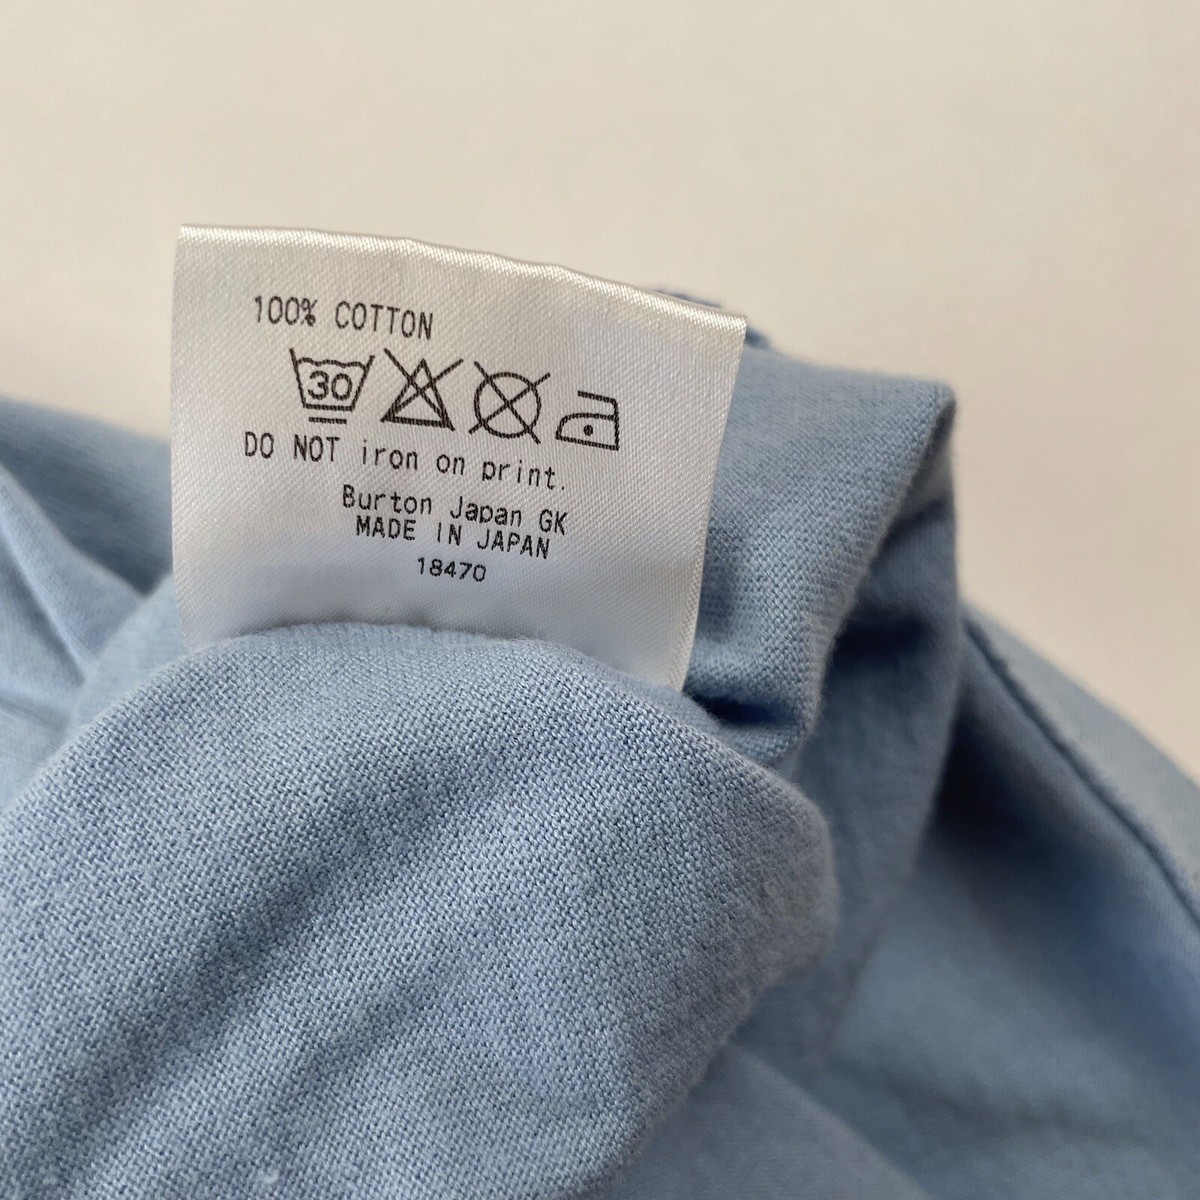 100% COTTON
30
DO NOT iron on print.
Burton Japan GK
MADE IN JAPAN
18470